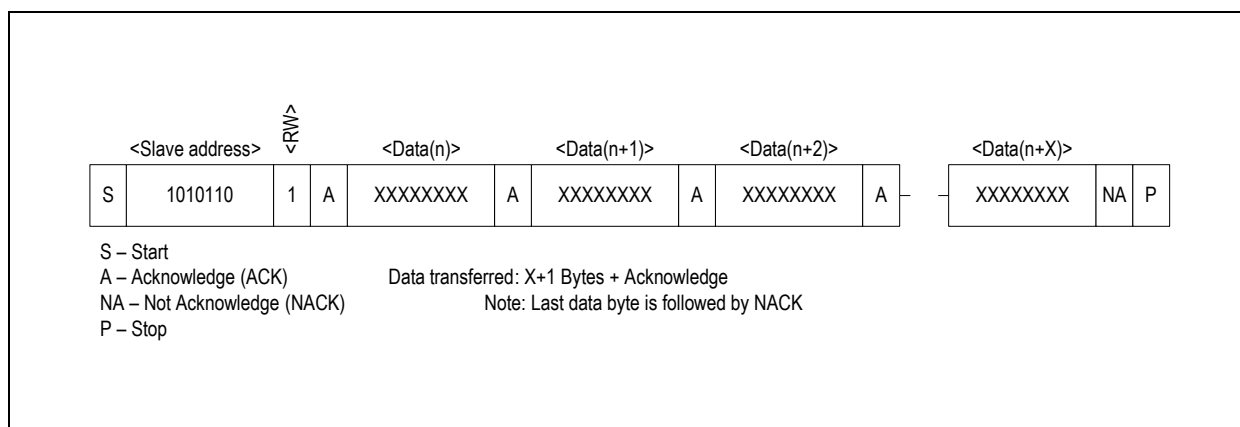 <RW>
<Slave address> <Data(n)> <Data(n+1)> <Data(n+2)> <Data(n+X)>
S 1010110 1 A XXXXXXXX A XXXXXXXX A XXXXXXXX A XXXXXXXX NA P
S – Start
A – Acknowledge (ACK) Data transferred: X+1 Bytes + Acknowledge
NA – Not Acknowledge (NACK) Note: Last data byte is followed by NACK
P – Stop